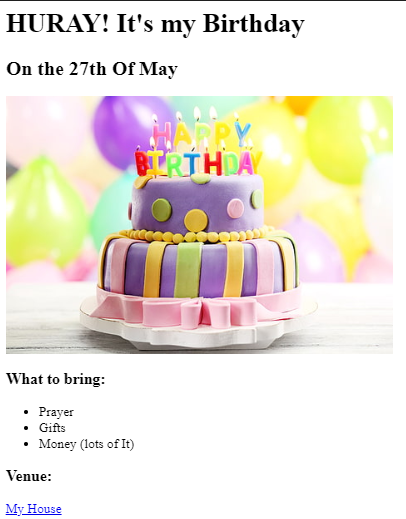 HURAY! It's my Birthday
On the 27th Of May
HAPPY
BIRTHDAY
What to bring:
Prayer
Gifts
Money (lots of It)
Venue:
My House